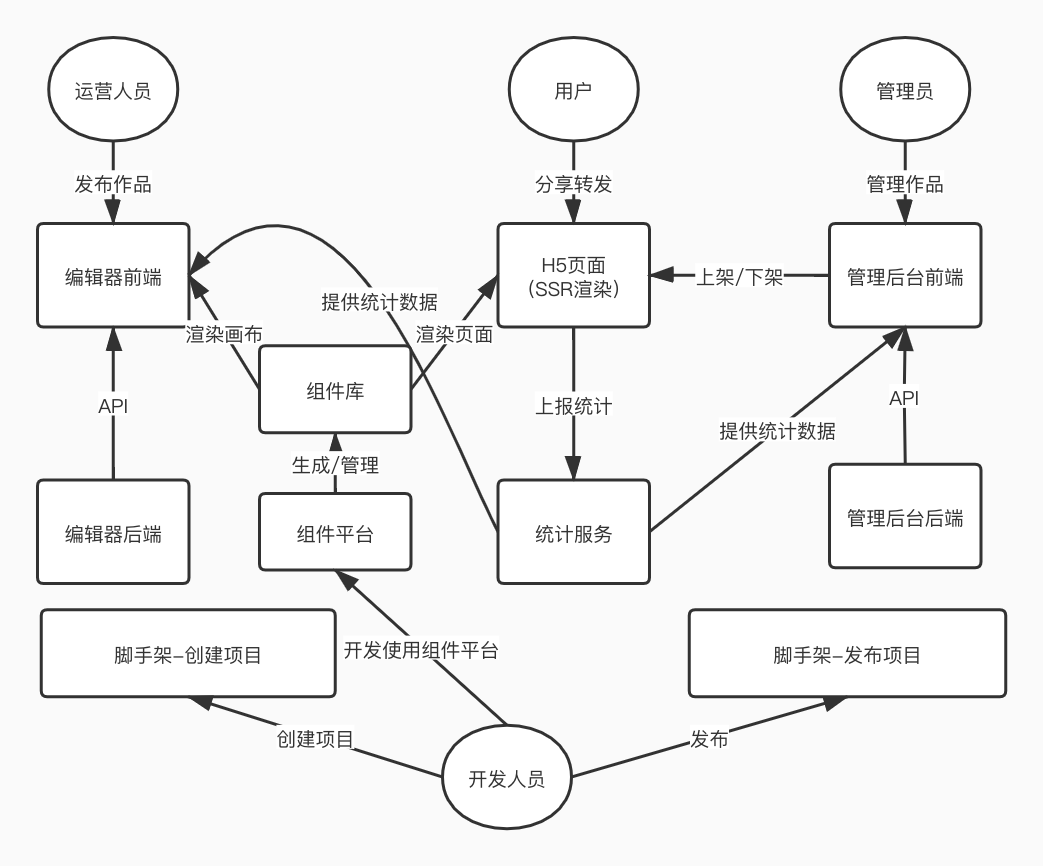 运营人员
用户
管理员
发布作品
分享转发
管理作品
编辑器前端
H5页面
(SSR渲染)
上架/下架
管理后台前端
提供统计数据
渲染画布
渲染页面
组件库
API
上报统计
API
提供统计数据
生成/管理
编辑器后端
组件平台
统计服务
管理后台后端
脚手架-创建项目
开发使用组件平台
脚手架-发布项目
创建项目
发布
开发人员